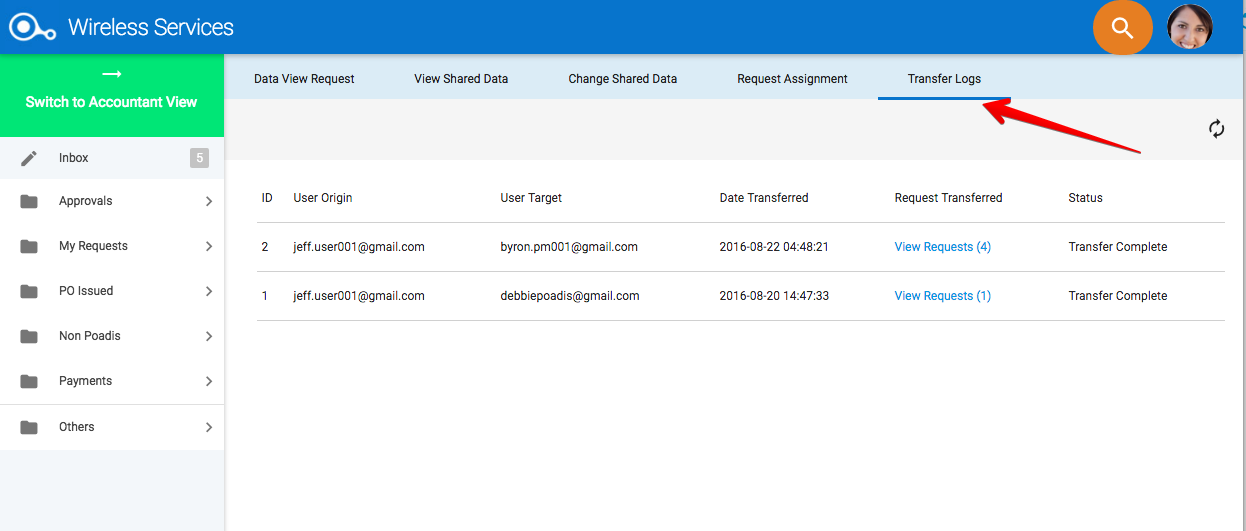 Wireless Services
Switch to Accountant View
Inbox 5
Approvals
My Requests
PO Issued
Non Poadis
Payments
Others
Data View Request View Shared Data Change Shared Data Request Assignment Transfer Logs
ID User Origin User Target Date Transferred Request Transferred Status
2 jeff.user001@gmail.com byron.pm001@gmail.com 2016-08-22 04:48:21 View Requests (4) Transfer Complete
1 jeff.user001@gmail.com debbiepoadis@gmail.com 2016-08-20 14:47:33 View Requests (1) Transfer Complete